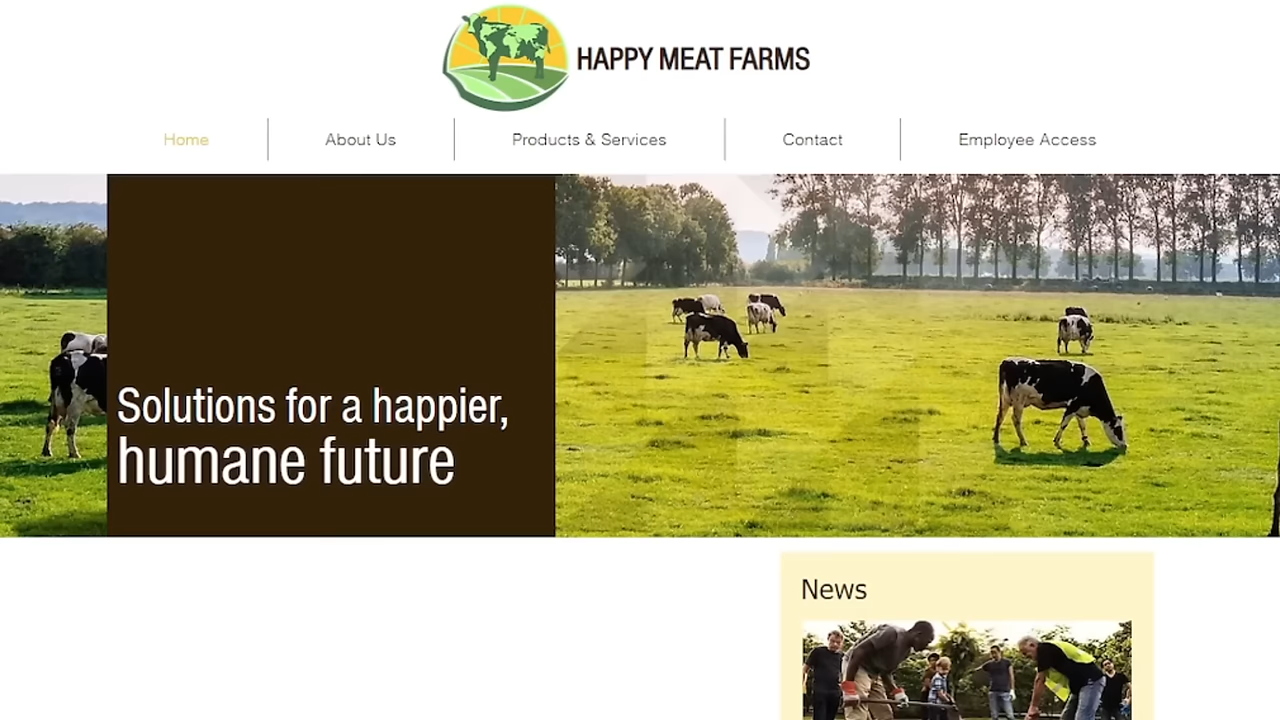 HAPPY MEAT FARMS
Home
About Us
Products & Services
Contact
Employee Access
Solutions for a happier,
humane future
News